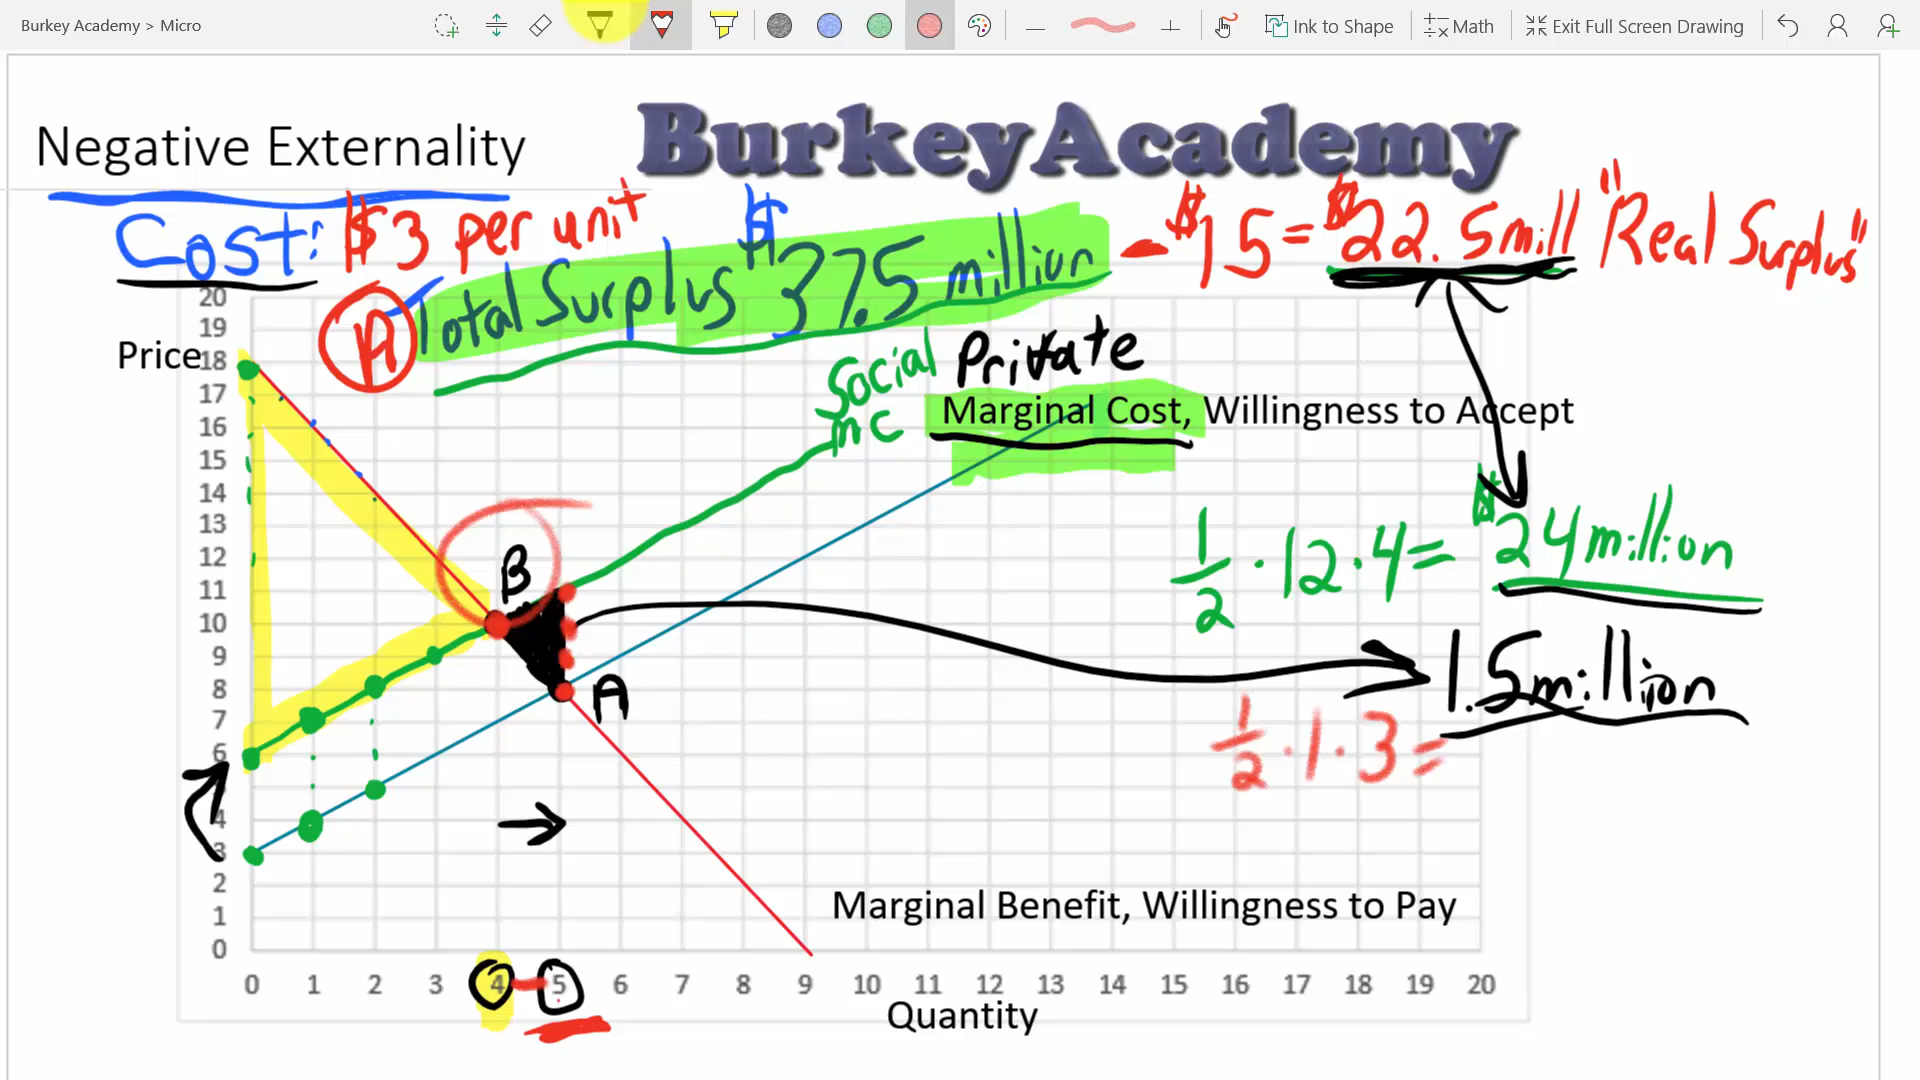 Burkey Academy > Micro
Ink to Shape
Math
Exit Full Screen Drawing
Negative Externality
BurkeyAcademy
Cost: $3 per unit
A Total Surplus $37.5 million - $15 = $22.5mill "Real Surplus"
Price
20
19
18
17
16
15
14
13
12
11
10
9
8
7
6
4
3
2
1
0
Social
MC
Private
Marginal Cost, Willingness to Accept
1/2 · 12 · 4 = $24 million
B
A
1.5 million
1/2 · 1 · 3 =
Marginal Benefit, Willingness to Pay
0 1 2 3 4 5 6 7 8 9 10 11 12 13 14 15 16 17 18 19 20
Quantity